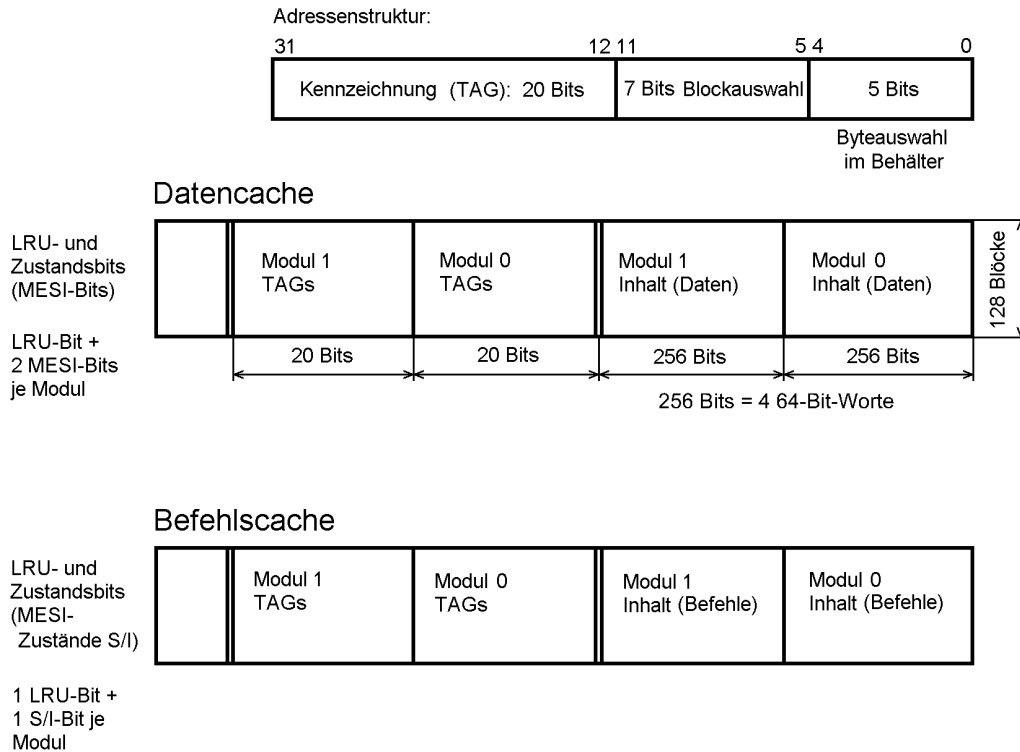 Adressenstruktur:
31 12 11 5 4 0
Kennzeichnung (TAG): 20 Bits 7 Bits Blockauswahl 5 Bits
Byteauswahl
im Behälter
Datencache
LRU- und
Zustandsbits
(MESI-Bits)
LRU-Bit +
2 MESI-Bits
je Modul
Modul 1
TAGs
Modul 0
TAGs
Modul 1
Inhalt (Daten)
Modul 0
Inhalt (Daten)
128 Blöcke
20 Bits 20 Bits 256 Bits 256 Bits
256 Bits = 4 64-Bit-Worte
Befehlscache
LRU- und
Zustandsbits
(MESI-
Zustände S/I)
1 LRU-Bit +
1 S/I-Bit je
Modul
Modul 1
TAGs
Modul 0
TAGs
Modul 1
Inhalt (Befehle)
Modul 0
Inhalt (Befehle)